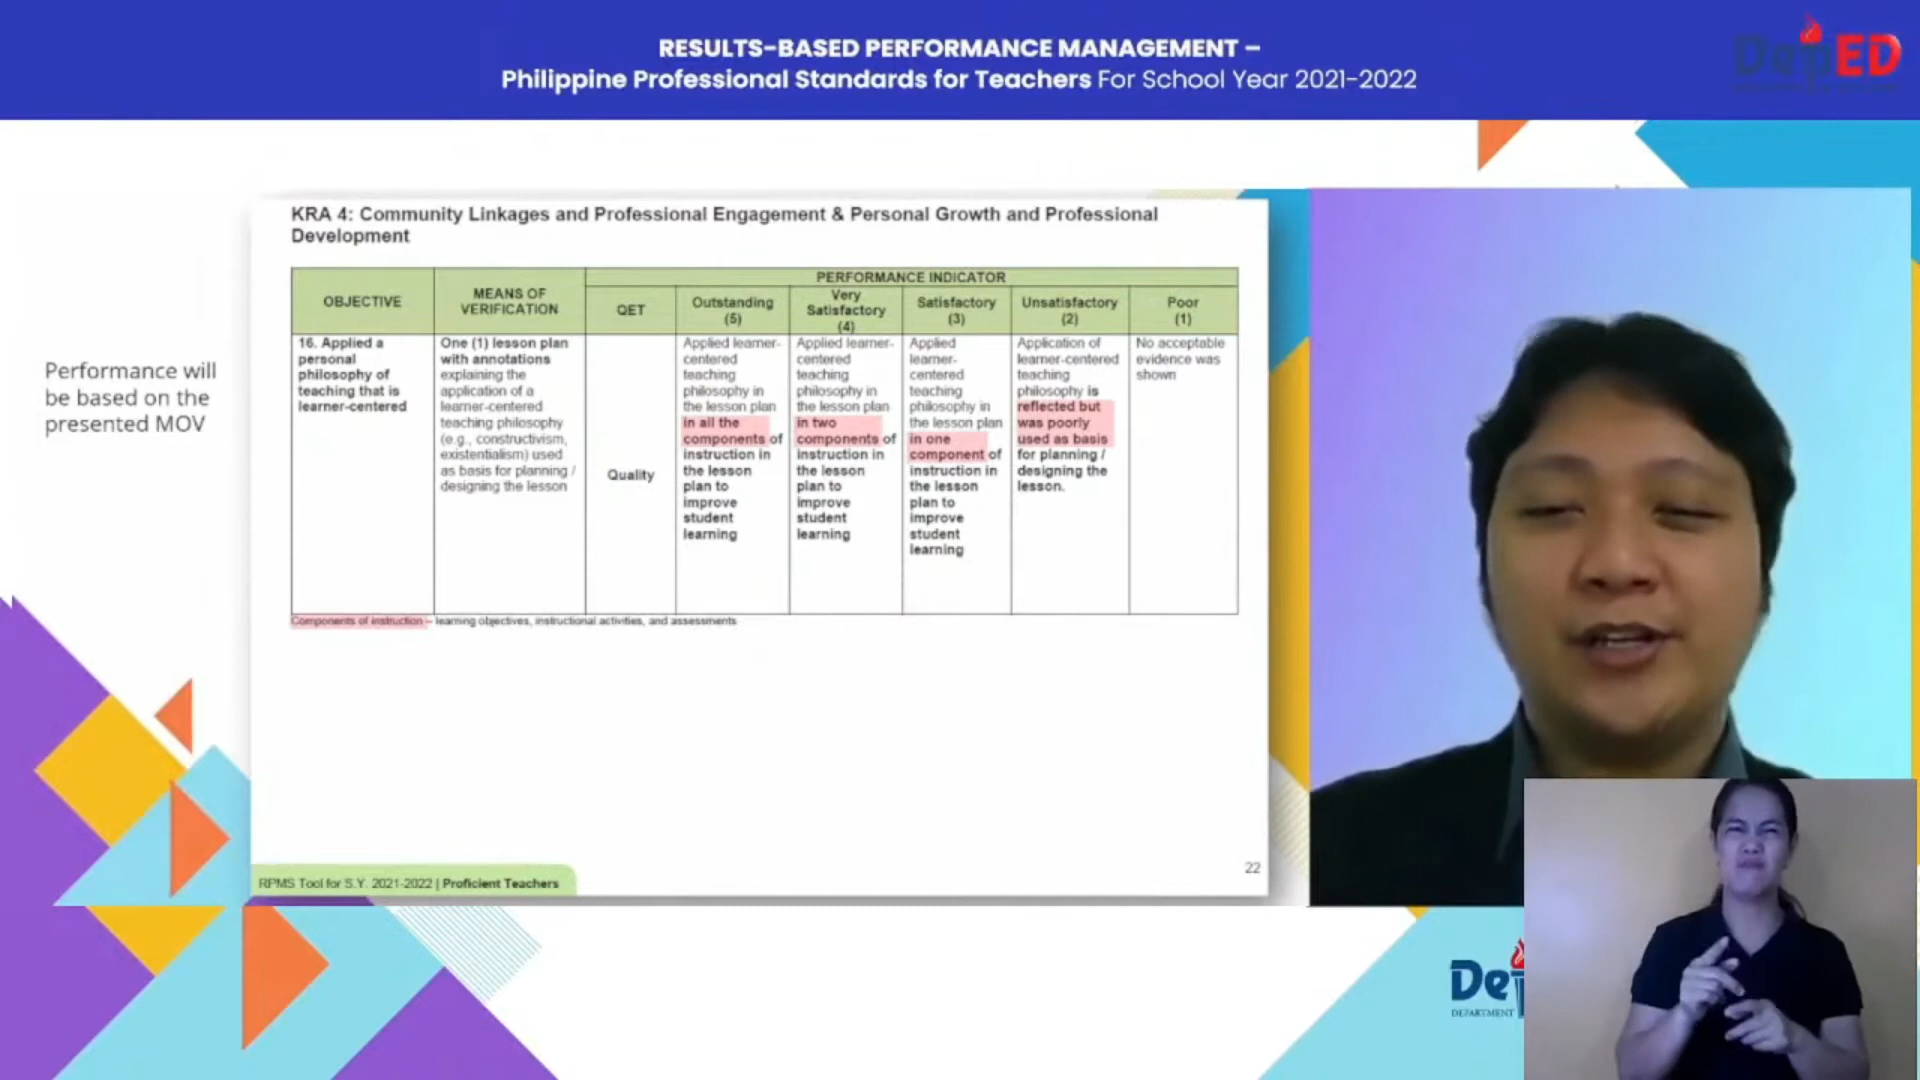 RESULTS-BASED PERFORMANCE MANAGEMENT –
Philippine Professional Standards for Teachers For School Year 2021-2022
DepED
Performance will
be based on the
presented MOV
KRA 4: Community Linkages and Professional Engagement & Personal Growth and Professional
Development
OBJECTIVE
MEANS OF
VERIFICATION
PERFORMANCE INDICATOR
QET
Outstanding
(5)
Very
Satisfactory
(4)
Satisfactory
(3)
Unsatisfactory
(2)
Poor
(1)
16. Applied a
personal
philosophy of
teaching that is
learner-centered
One (1) lesson plan
with annotations
explaining the
application of a
learner-centered
teaching philosophy
(e.g., constructivism,
existentialism) used
as basis for planning /
designing the lesson
Quality
Applied learner-
centered
teaching
philosophy in
the lesson plan
in all the
components of
instruction in
the lesson
plan to
improve
student
learning
Applied learner-
centered
teaching
philosophy in
the lesson plan
in two
components of
instruction in
the lesson
plan to
improve
student
learning
Applied
learner-
centered
teaching
philosophy in
the lesson plan
in one
component of
instruction in
the lesson
plan to
improve
student
learning
Application of
learner-centered
teaching
philosophy is
reflected but
was poorly
used as basis
for planning /
designing the
lesson.
No acceptable
evidence was
shown
Components of instruction – learning objectives, instructional activities, and assessments
22
RPMS Tool for S.Y. 2021-2022 | Proficient Teachers
De
DEPARTMENT